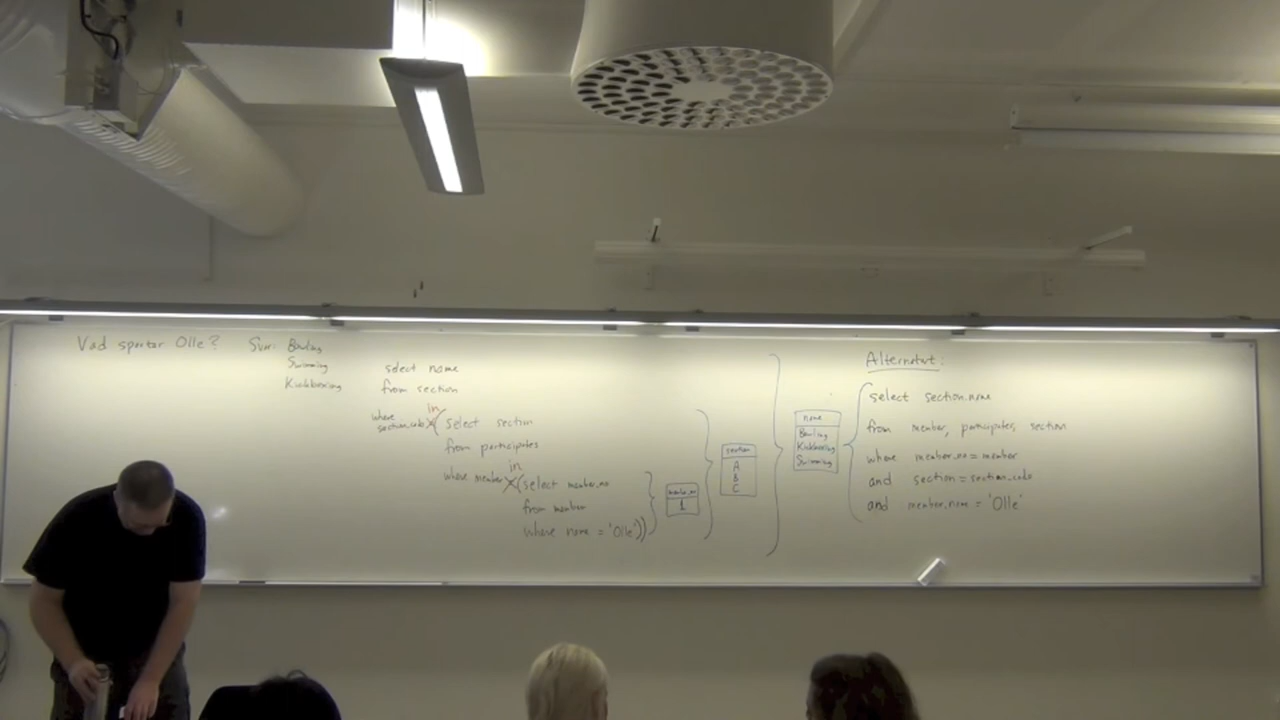 Vad sportar Olle? Svar: Bowling
Swimming
Kickboxing
select name
from section
where section.code in
(select section
from participates
where member in
(select member.no
from member
where name = 'Olle'))
member.no
1
section
A
B
C
name
Bowling
Kickboxing
Swimming
Alternativt:
select section.name
from member, participates, section
where member.no = member
and section = section.code
and member.name = 'Olle'